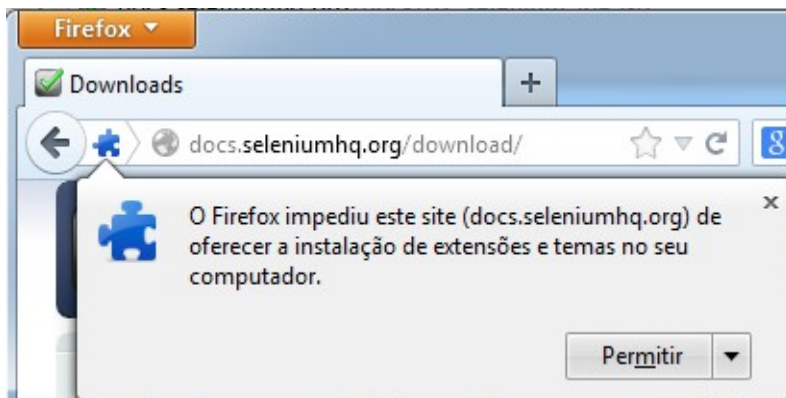 Firefox
Downloads
docs.seleniumhq.org/download/
O Firefox impediu este site (docs.seleniumhq.org) de
oferecer a instalação de extensões e temas no seu
computador.
Permitir